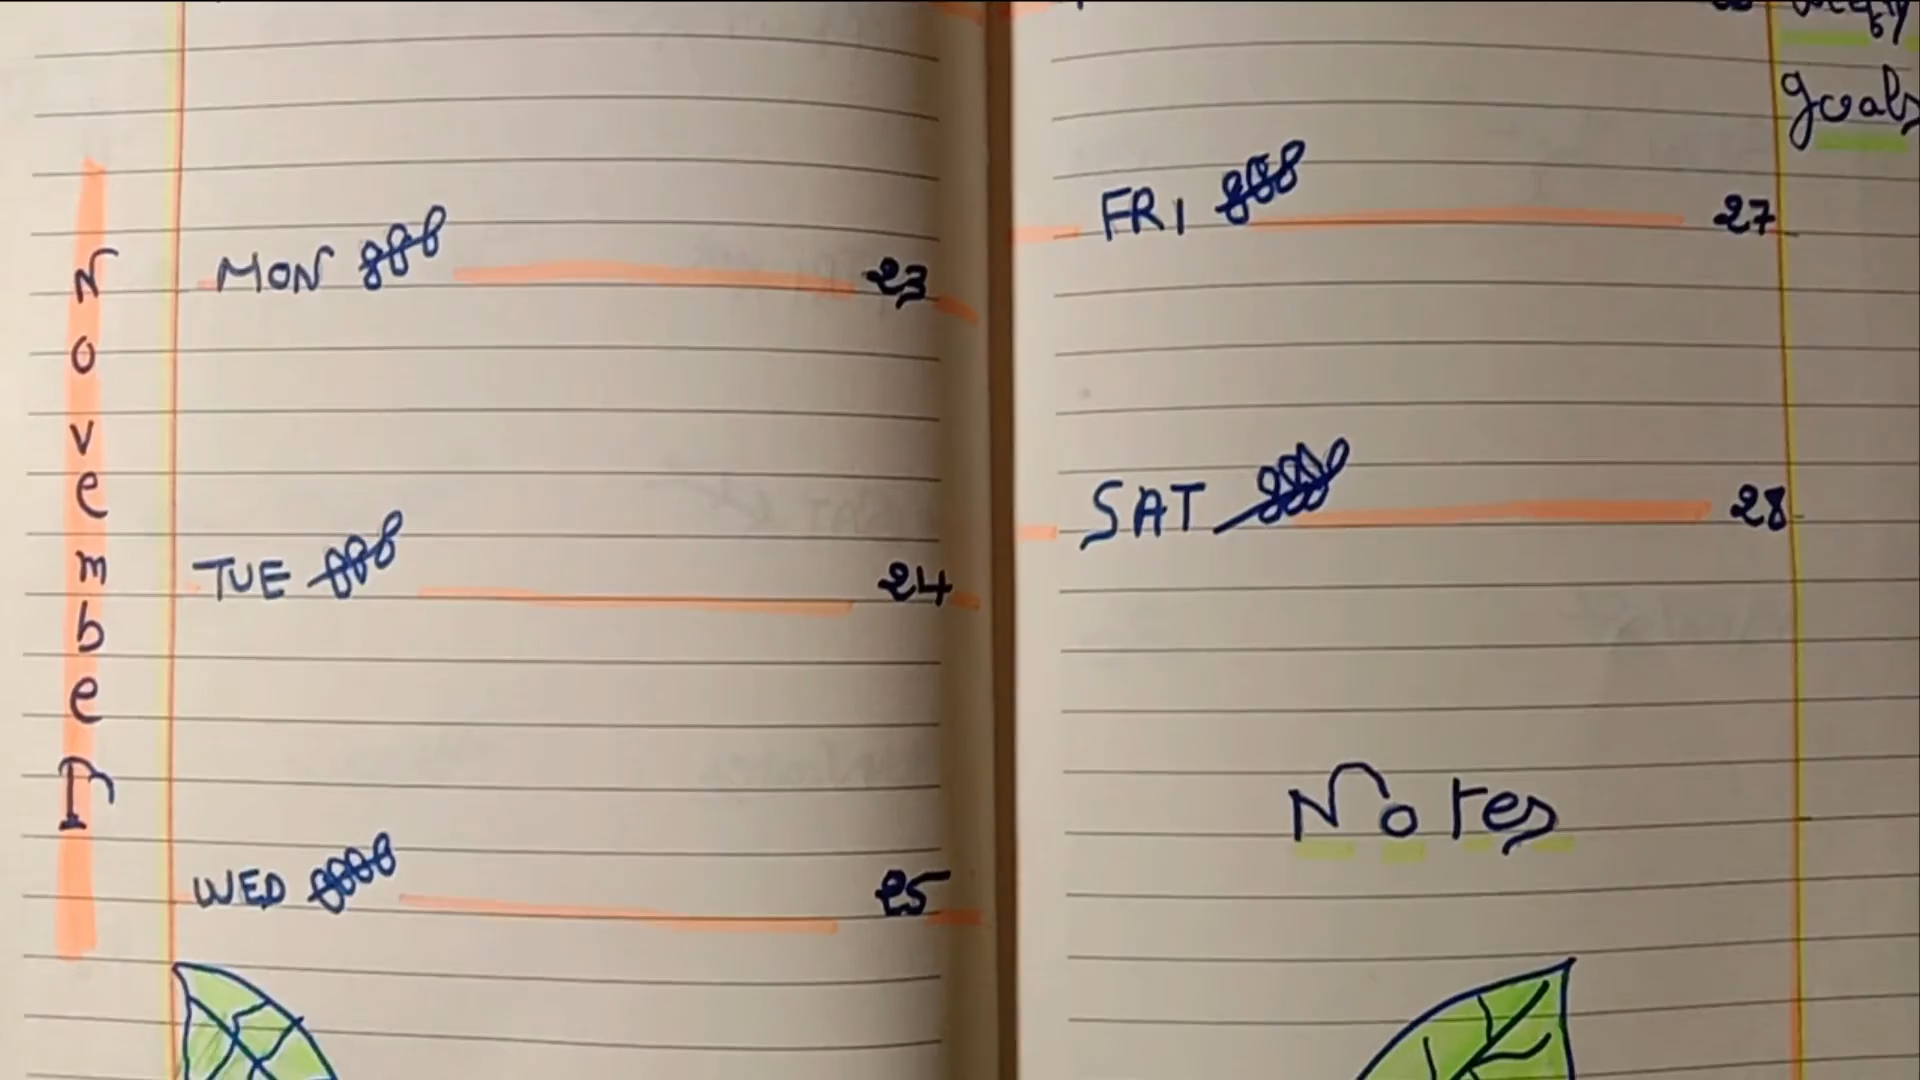 November
MON 23
TUE 24
WED 25
goals
FRI 27
SAT 28
Notes